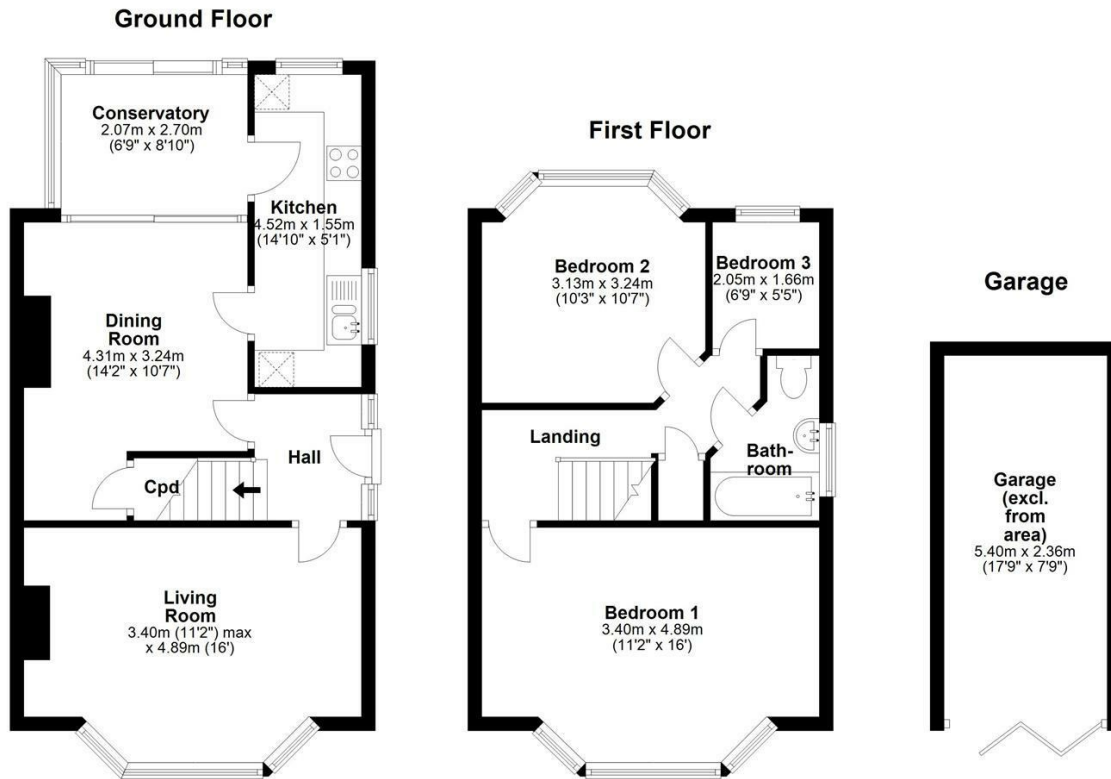 Ground Floor
Conservatory
2.07m x 2.70m
(6'9" x 8'10")
Kitchen
4.52m x 1.55m
(14'10" x 5'1")
Dining
Room
4.31m x 3.24m
(14'2" x 10'7")
Hall
Cpd
Living
Room
3.40m (11'2") max
x 4.89m (16')
First Floor
Bedroom 2
3.13m x 3.24m
(10'3" x 10'7")
Bedroom 3
2.05m x 1.66m
(6'9" x 5'5")
Landing
Bath-
room
Bedroom 1
3.40m x 4.89m
(11'2" x 16')
Garage
Garage
(excl.
from
area)
5.40m x 2.36m
(17'9" x 7'9")